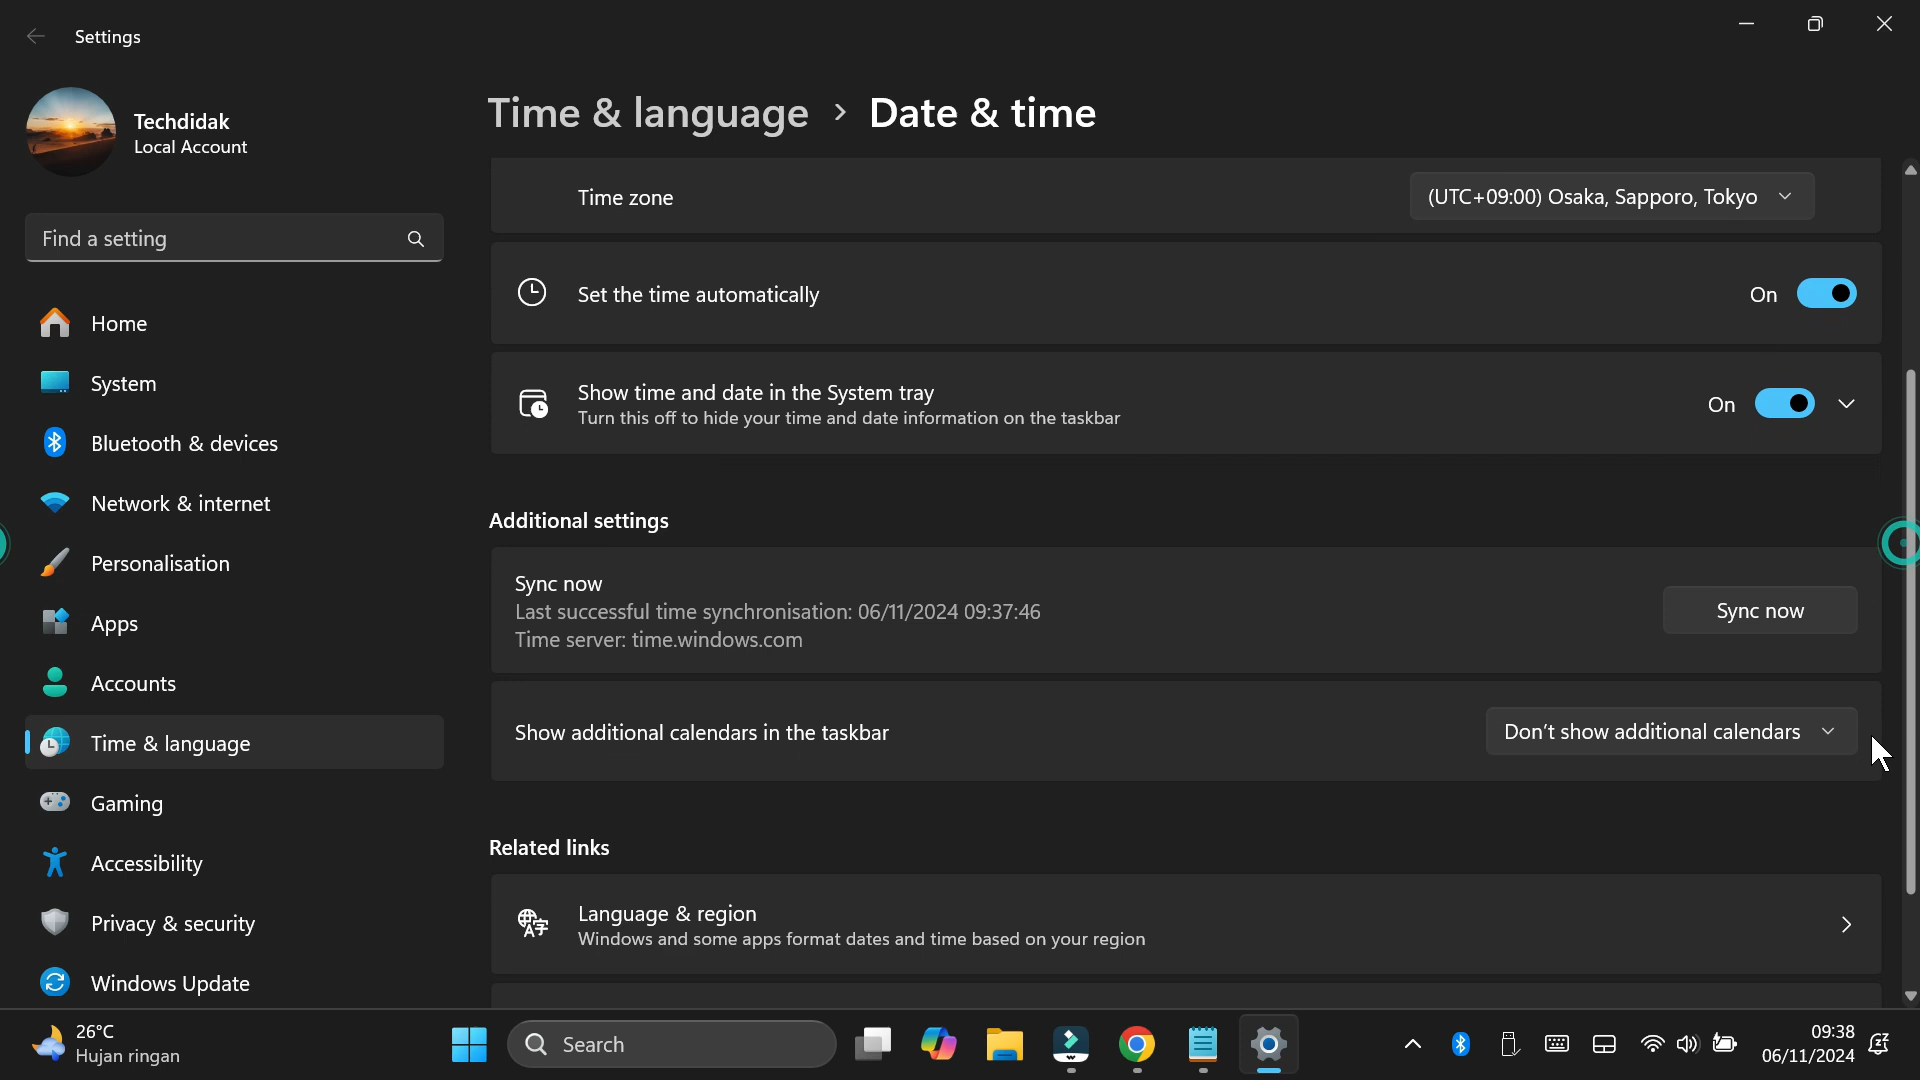 Settings
Techdidak
Local Account
Find a setting
Home
System
Bluetooth & devices
Network & internet
Personalisation
Apps
Accounts
Time & language
Gaming
Accessibility
Privacy & security
Windows Update
Time & language > Date & time
Time zone
(UTC+09:00) Osaka, Sapporo, Tokyo
Set the time automatically
On
Show time and date in the System tray
Turn this off to hide your time and date information on the taskbar
On
Additional settings
Sync now
Last successful time synchronisation: 06/11/2024 09:37:46
Time server: time.windows.com
Sync now
Show additional calendars in the taskbar
Don't show additional calendars
Related links
Language & region
Windows and some apps format dates and time based on your region
26°C
Hujan ringan
Search
09:38
06/11/2024